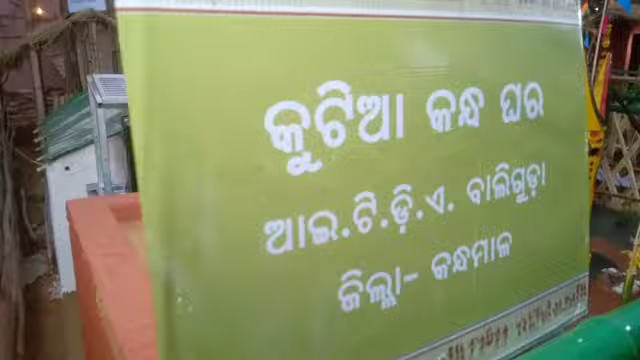 କୁଟିଆ କନ୍ଧ ଘର
ଆଇ.ଟି.ଡ଼ି.ଏ. ବାଲିଗୁଡ଼ା
ଜିଲ୍ଲା- କନ୍ଧମାଳ